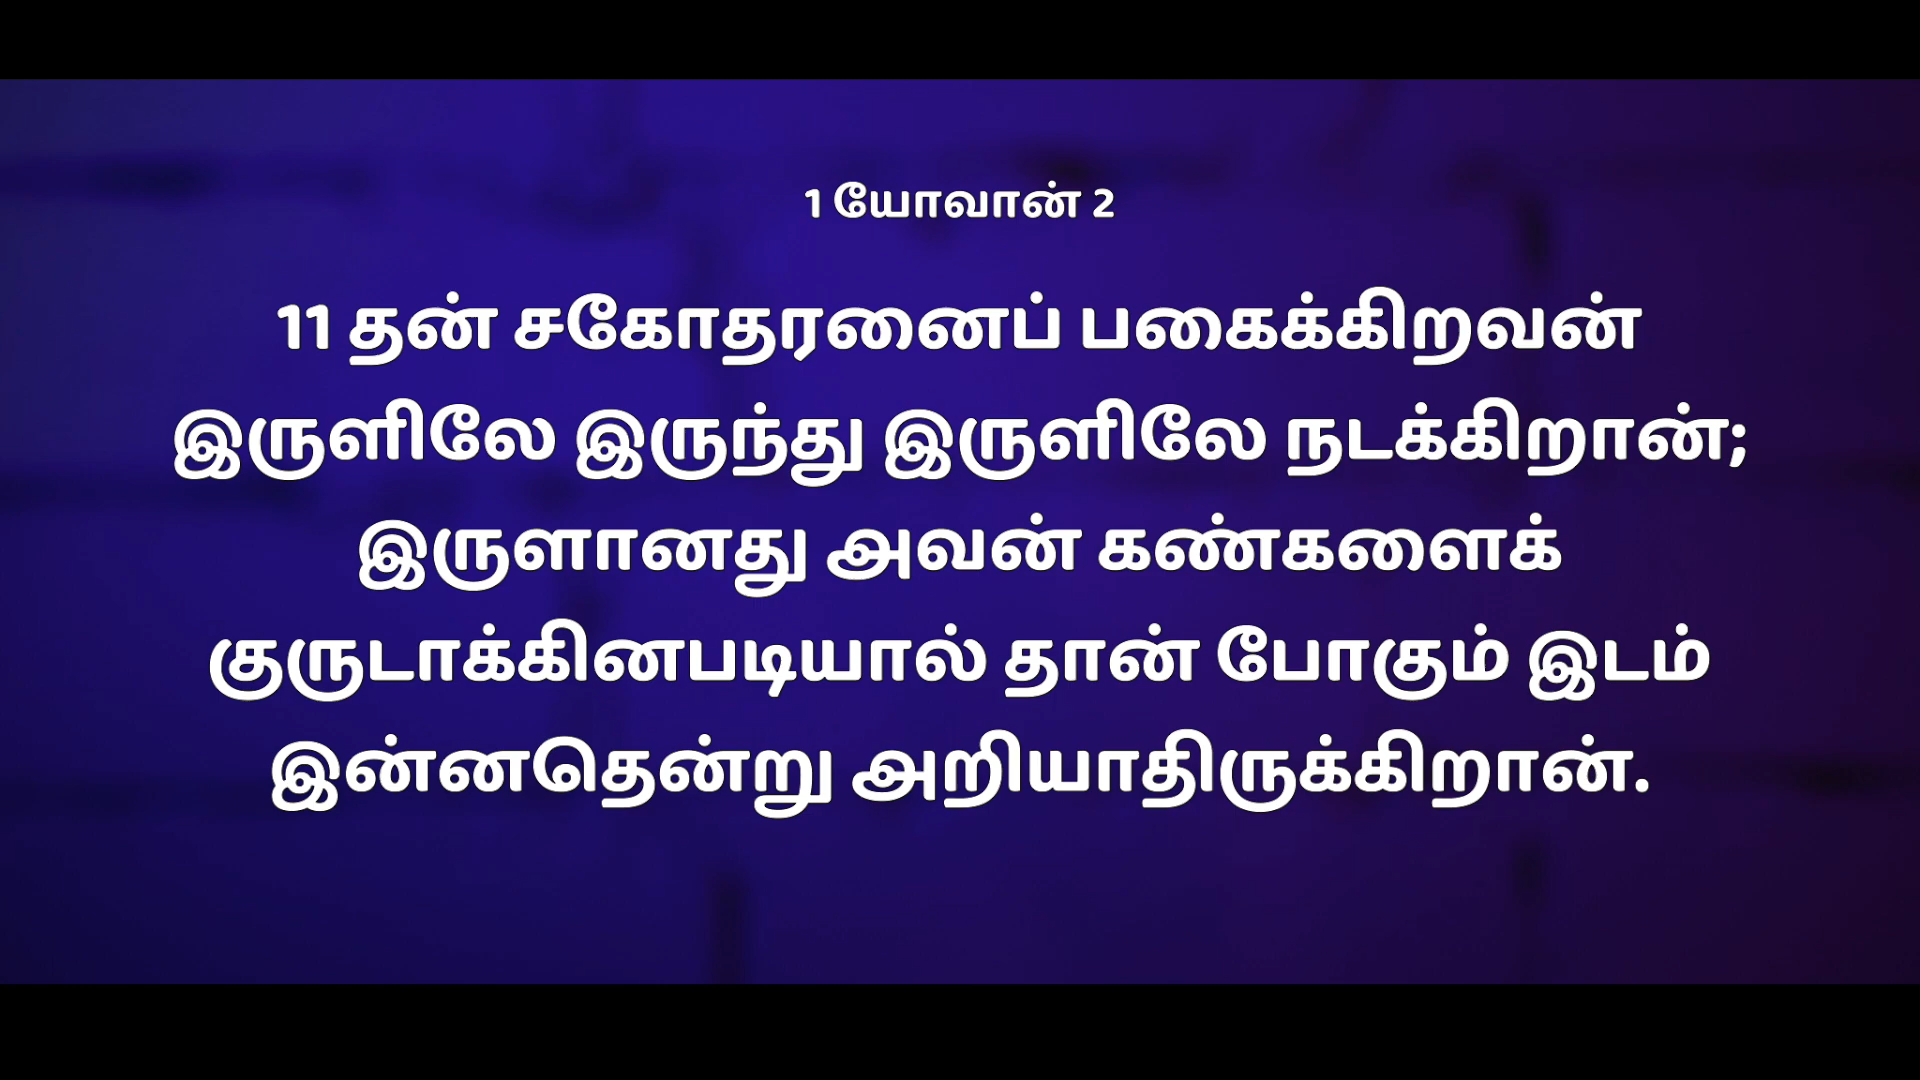 1 யோவான் 2
11 தன் சகோதரனைப் பகைக்கிறவன்
இருளிலே இருந்து இருளிலே நடக்கிறான்;
இருளானது அவன் கண்களைக்
குருடாக்கினபடியால் தான் போகும் இடம்
இன்னதென்று அறியாதிருக்கிறான்.